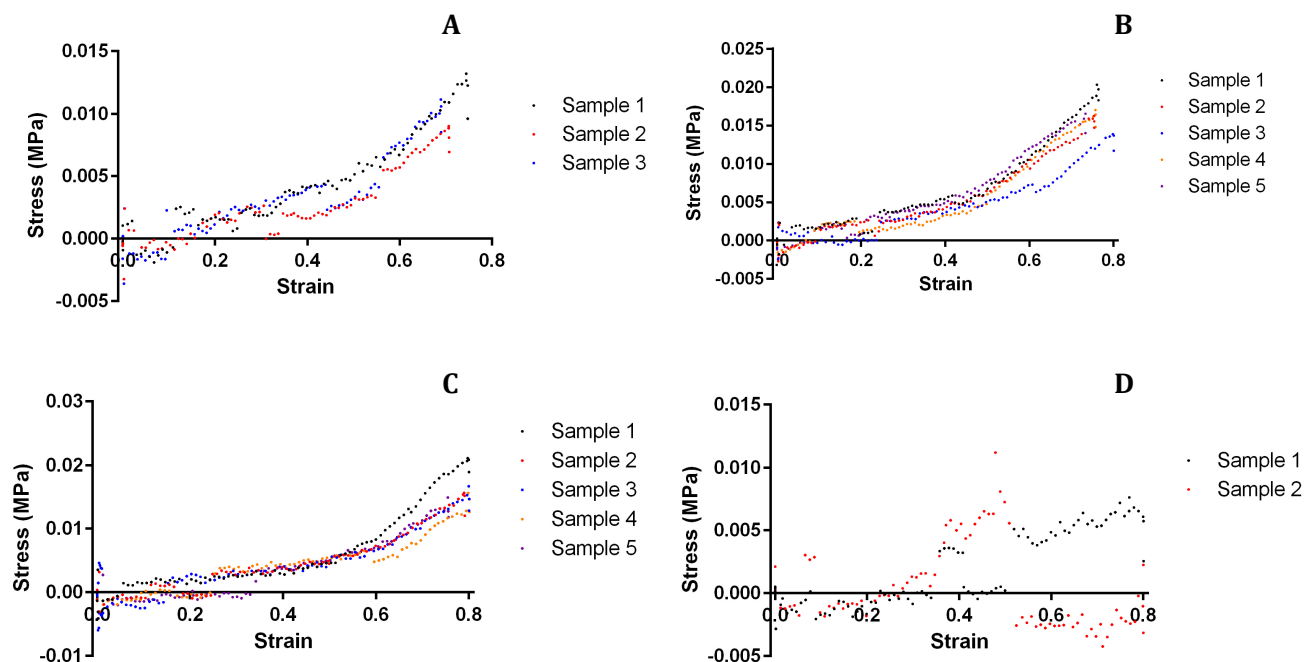 A
0.015
0.010
0.005
0.000
-0.005
Stress (MPa)
0.0 0.2 0.4 0.6 0.8
Strain
Sample 1
Sample 2
Sample 3
B
0.025
0.020
0.015
0.010
0.005
0.000
-0.005
Stress (MPa)
0.0 0.2 0.4 0.6 0.8
Strain
Sample 1
Sample 2
Sample 3
Sample 4
Sample 5
C
0.03
0.02
0.01
0.00
-0.01
Stress (MPa)
0.0 0.2 0.4 0.6 0.8
Strain
Sample 1
Sample 2
Sample 3
Sample 4
Sample 5
D
0.015
0.010
0.005
0.000
-0.005
Stress (MPa)
0.0 0.2 0.4 0.6 0.8
Strain
Sample 1
Sample 2